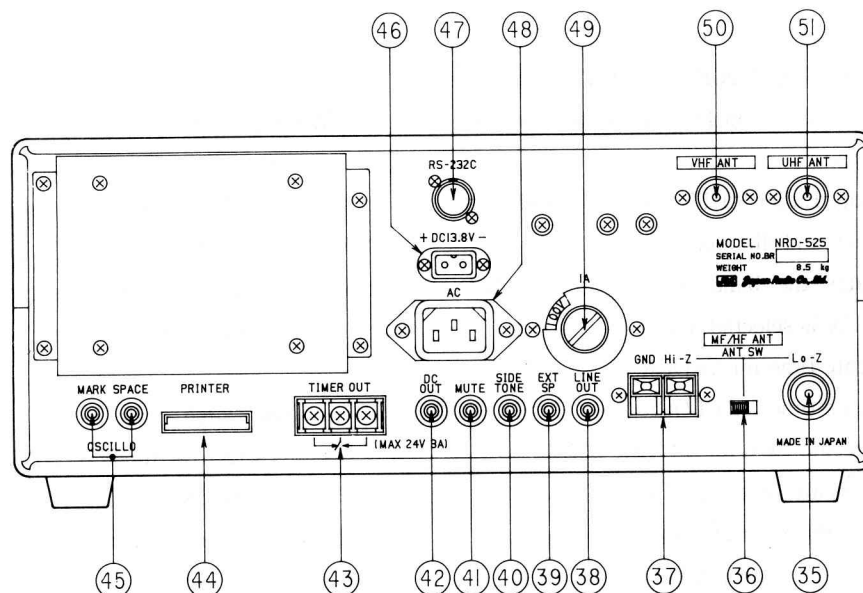 46 47 48 49 50 51
RS-232C
VHF ANT UHF ANT
+ DC13.8V -
MODEL NRD-525
SERIAL NO.BR
WEIGHT 8.5 kg
JRC Japan Radio Co., Ltd.
AC
1A
100V
MF/HF ANT
ANT SW
GND Hi-Z
Lo-Z
MARK SPACE
PRINTER
TIMER OUT
DC OUT
MUTE
SIDE TONE
EXT SP
LINE OUT
OSCILLO
(MAX 24V 3A)
MADE IN JAPAN
45 44 43 42 41 40 39 38 37 36 35